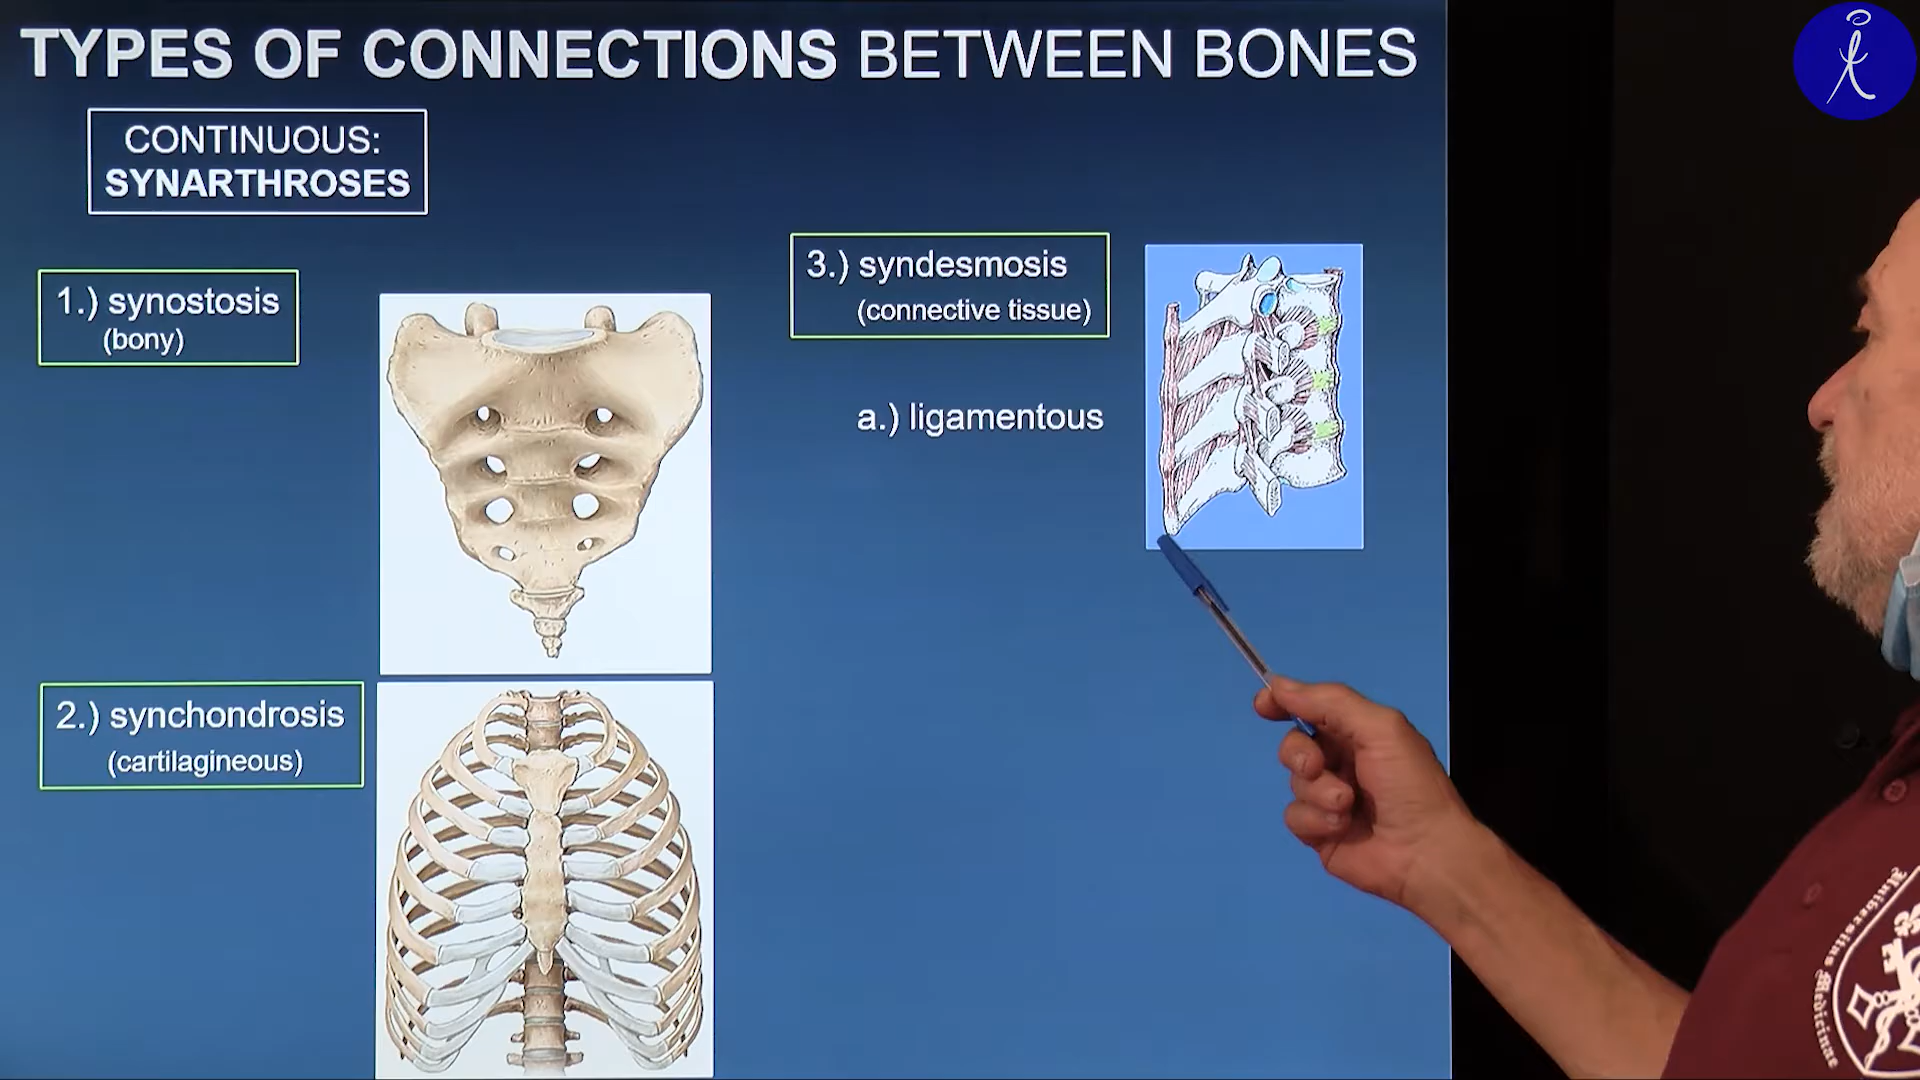 TYPES OF CONNECTIONS BETWEEN BONES
CONTINUOUS:
SYNARTHROSES
1.) synostosis
(bony)
2.) synchondrosis
(cartilagineous)
3.) syndesmosis
(connective tissue)
a.) ligamentous